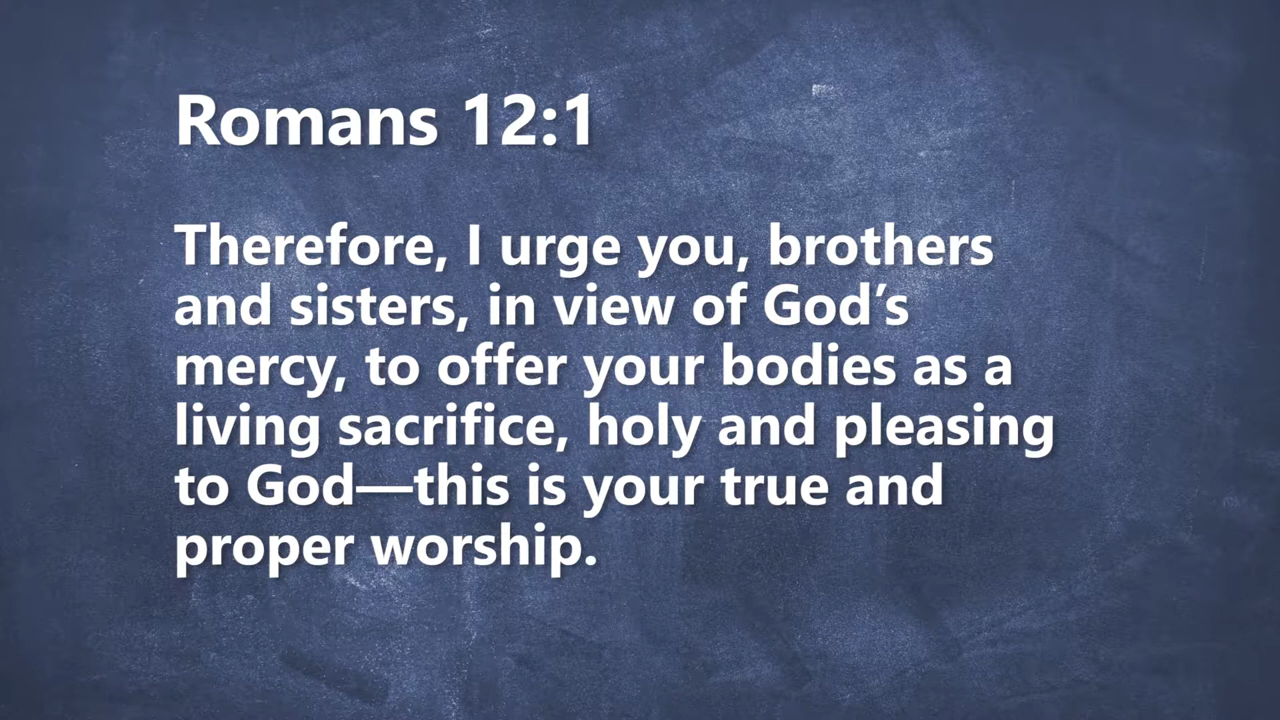 Romans 12:1
Therefore, I urge you, brothers
and sisters, in view of God’s
mercy, to offer your bodies as a
living sacrifice, holy and pleasing
to God—this is your true and
proper worship.